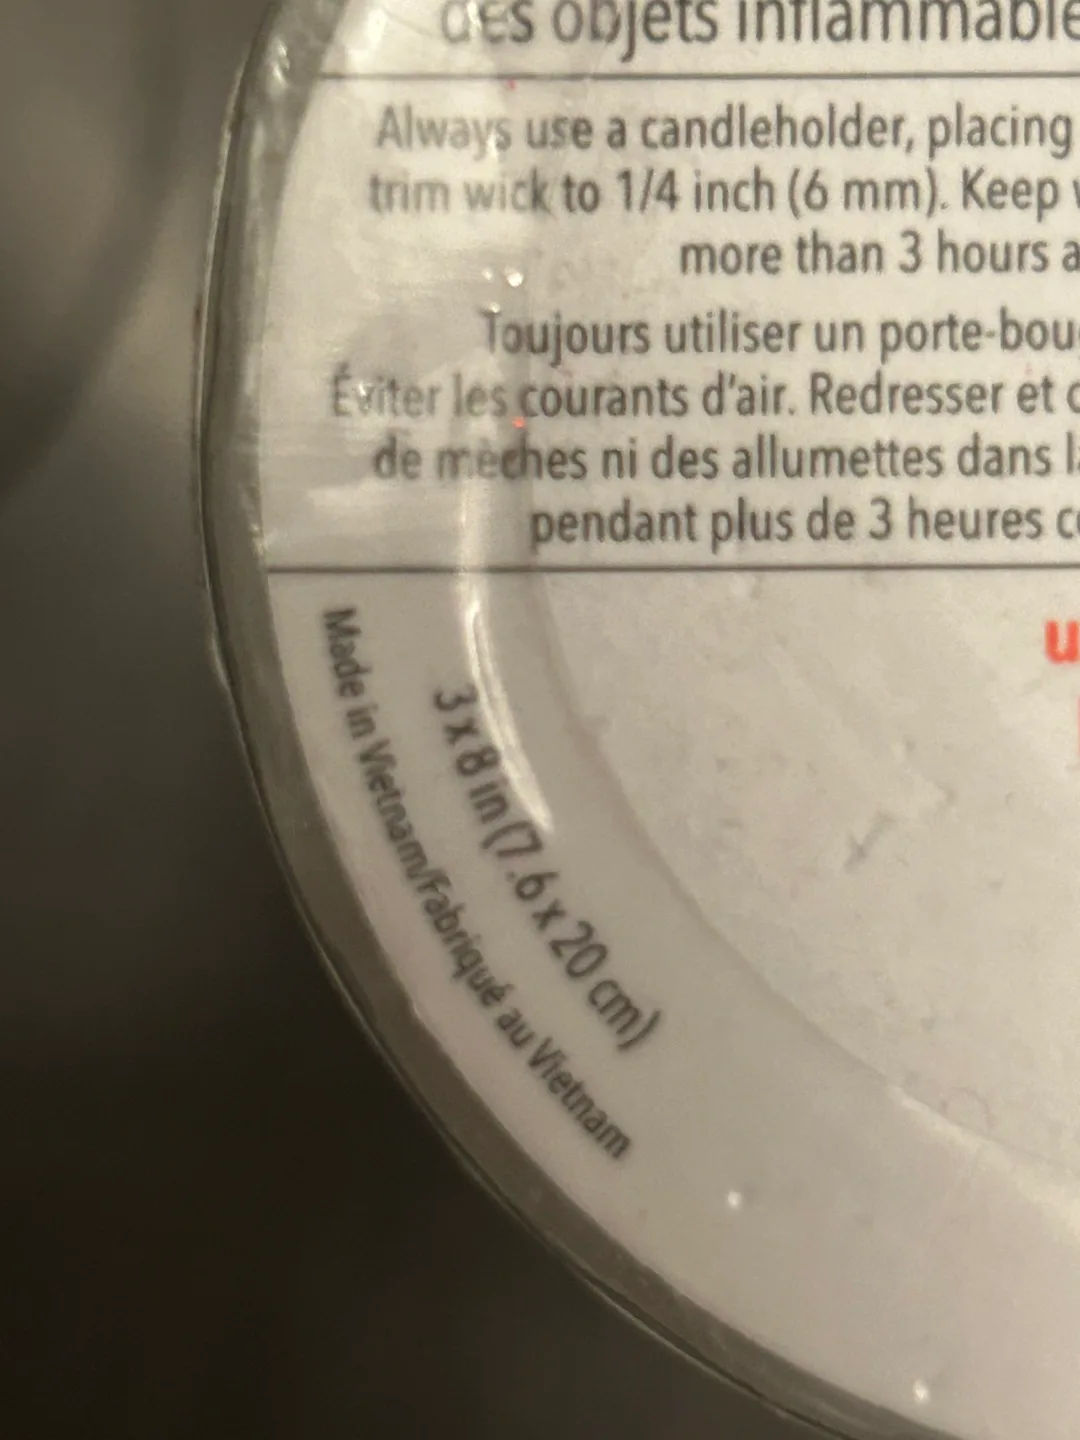 des objets inflammable
Always use a candleholder, placing
trim wick to 1/4 inch (6 mm). Keep
more than 3 hours a
Toujours utiliser un porte-boug
Éviter les courants d'air. Redresser et
de mèches ni des allumettes dans
pendant plus de 3 heures
u
3 x 8 in (7.6 x 20 cm)
Made in Vietnam/Fabriqué au Vietnam